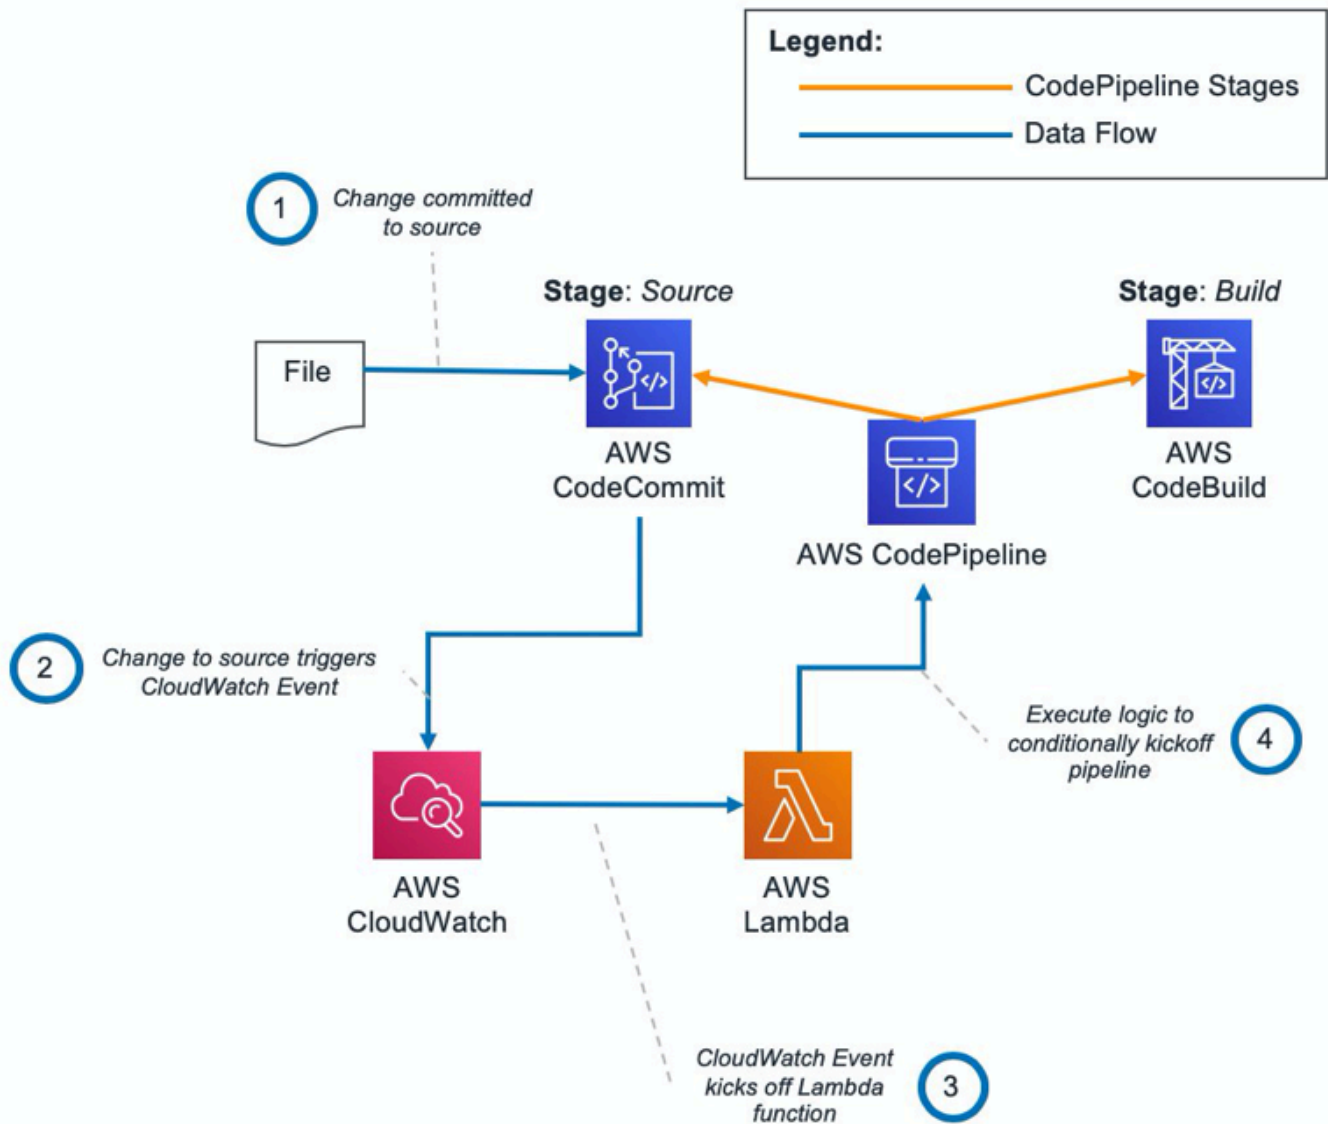 Legend:
CodePipeline Stages
Data Flow
1
Change committed
to source
Stage: Source
Stage: Build
File
</>
</>
</>
AWS
CodeCommit
AWS
CodeBuild
AWS CodePipeline
2
Change to source triggers
CloudWatch Event
Execute logic to
conditionally kickoff
pipeline
4
AWS
CloudWatch
AWS
Lambda
CloudWatch Event
kicks off Lambda
function
3